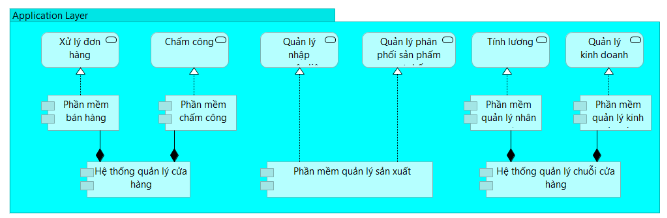 Application Layer
Xử lý đơn
hàng
Chấm công
Quản lý
nhập
Quản lý phân
phối sản phẩm
Tính lương
Quản lý
kinh doanh
Phần mềm
bán hàng
Phần mềm
chấm công
Phần mềm
quản lý nhân
Phần mềm
quản lý kinh
Hệ thống quản lý cửa
hàng
Phần mềm quản lý sản xuất
Hệ thống quản lý chuỗi cửa
hàng